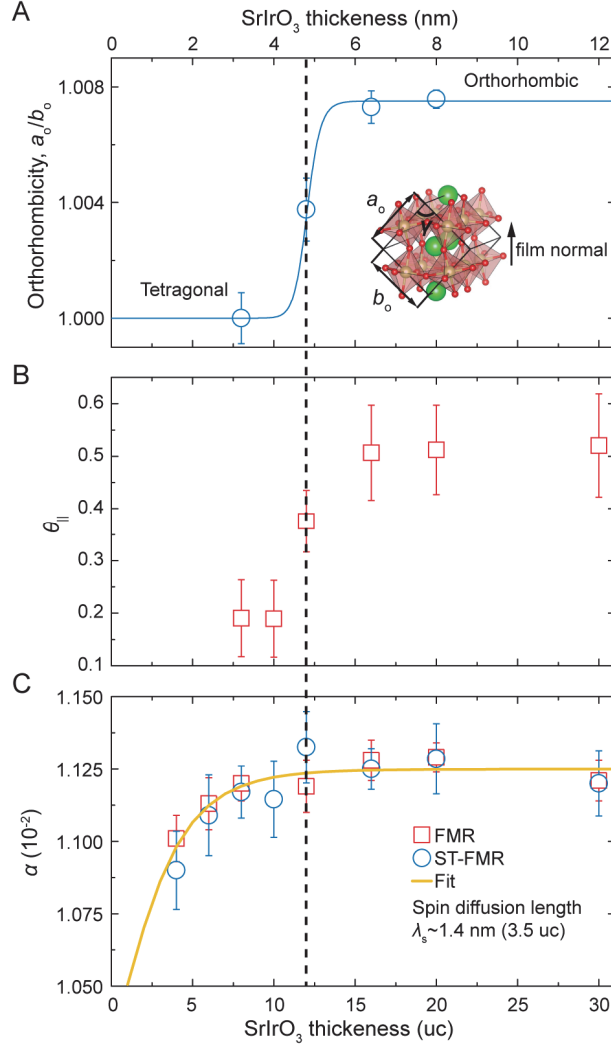 A
SrIrO3 thickeness (nm)
0 2 4 6 8 10 12
Orthorhombicity, ao/bo
1.008
1.004
1.000
Orthorhombic
Tetragonal
ao
γ
bo
film normal
B
θ||
0.6
0.5
0.4
0.3
0.2
0.1
C
α (10-2)
1.150
1.125
1.100
1.075
1.050
FMR
ST-FMR
Fit
Spin diffusion length
λs~1.4 nm (3.5 uc)
0 5 10 15 20 25 30
SrIrO3 thickeness (uc)